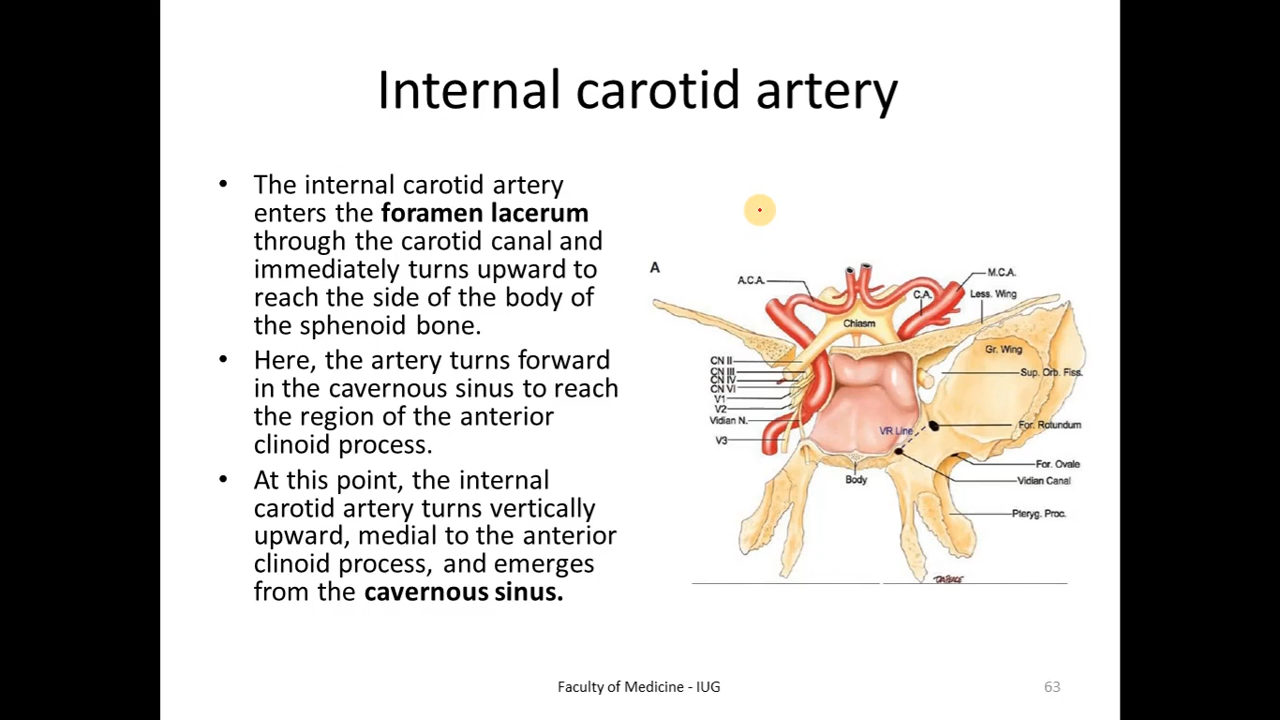 Internal carotid artery
• The internal carotid artery
enters the foramen lacerum
through the carotid canal and
immediately turns upward to
reach the side of the body of
the sphenoid bone.
• Here, the artery turns forward
in the cavernous sinus to reach
the region of the anterior
clinoid process.
• At this point, the internal
carotid artery turns vertically
upward, medial to the anterior
clinoid process, and emerges
from the cavernous sinus.
A
A.C.A.
M.C.A.
C.A.
Less. Wing
Chiasm
Gr. Wing
CN II
CN III
CN IV
CN VI
V1
V2
Vidian N.
V3
Sup. Orb. Fiss.
VR Line
For. Rotundum
For. Ovale
Vidian Canal
Body
Pteryg. Proc.
Faculty of Medicine - IUG
63